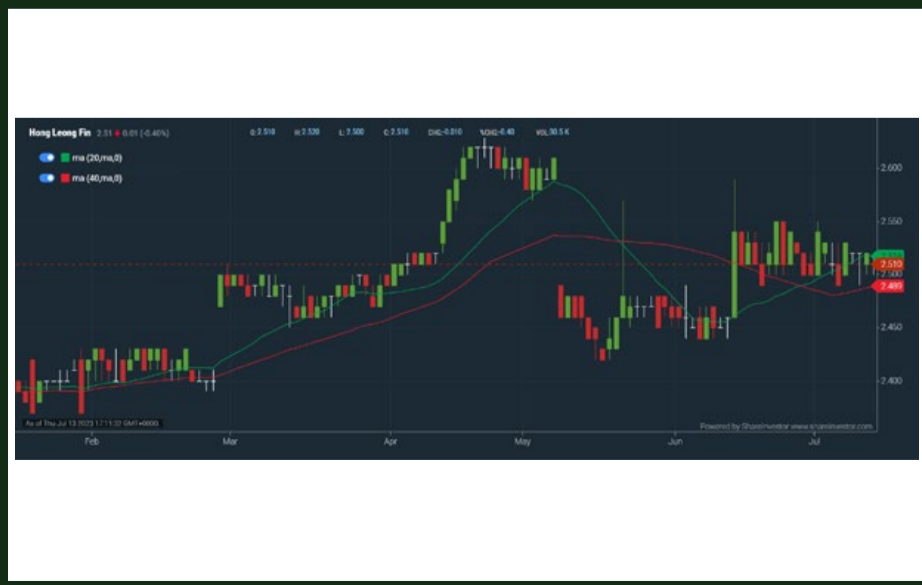 Hong Leong Fin 2.51 0.01 (-0.40%) O:2.510 H:2.520 L:2.500 C:2.510 CHG:-0.010 %CHG:-0.40 VOL:30.5 K
ma (20,ma,0)
ma (40,ma,0)
2.600
2.550
2.510
2.500
2.489
2.450
2.400
As of Thu Jul 13 2023 17:11:32 GMT+0800
Powered by ShareInvestor www.shareinvestor.com
Feb Mar Apr May Jun Jul